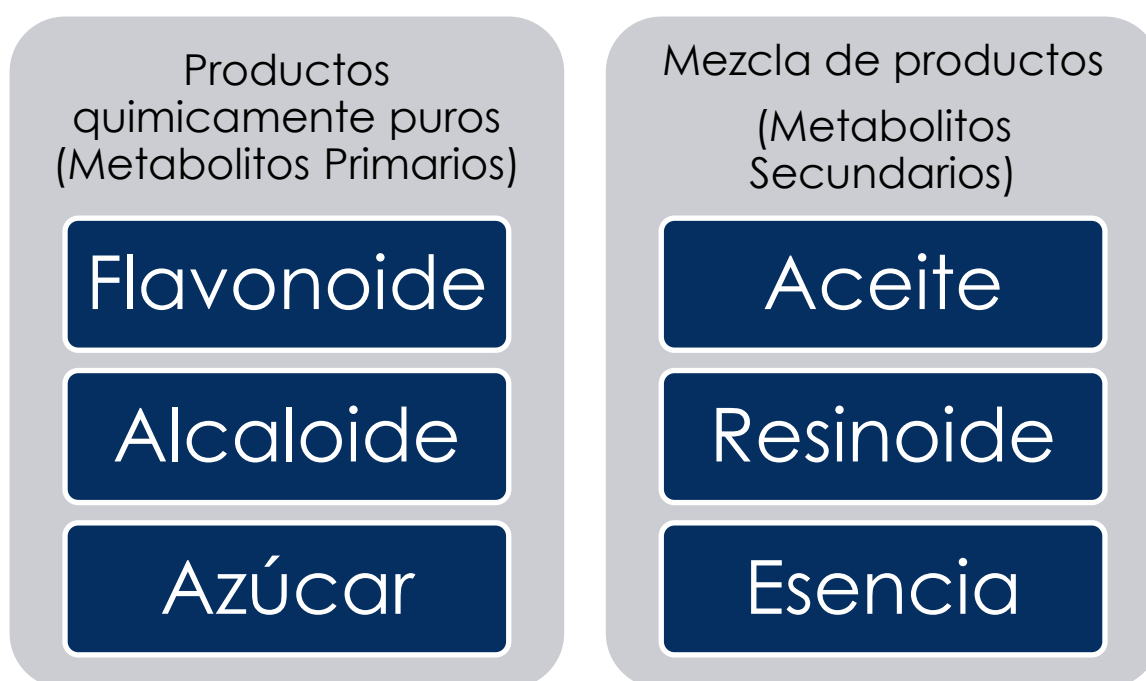 Productos
quimicamente puros
(Metabolitos Primarios)
Flavonoide
Alcaloide
Azúcar
Mezcla de productos
(Metabolitos
Secundarios)
Aceite
Resinoide
Esencia